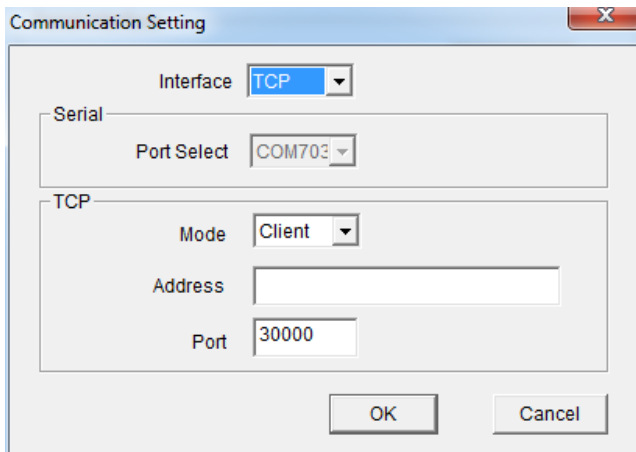 Communication Setting
Interface TCP
Serial
Port Select COM703
TCP
Mode Client
Address
Port 30000
OK Cancel